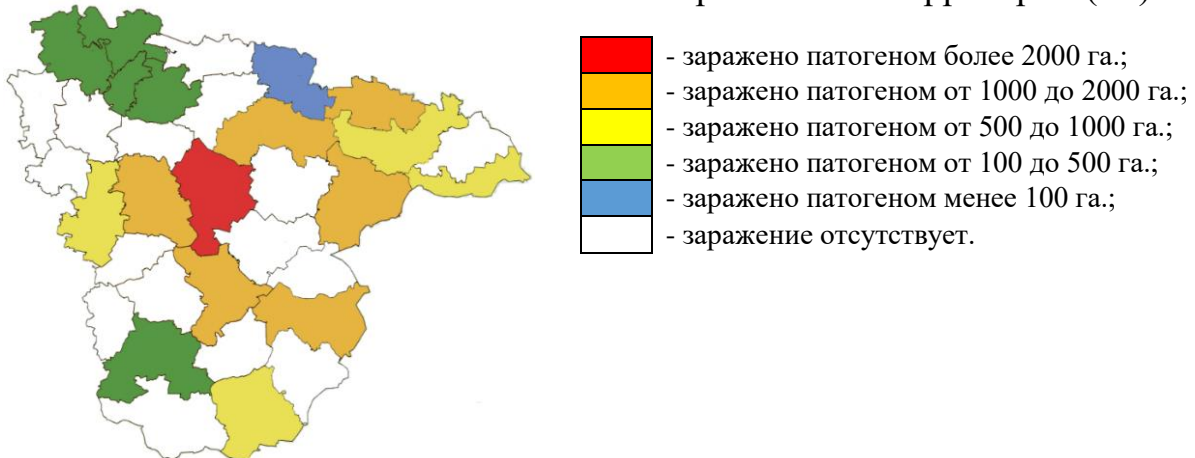 - заражено патогеном более 2000 га.;
- заражено патогеном от 1000 до 2000 га.;
- заражено патогеном от 500 до 1000 га.;
- заражено патогеном от 100 до 500 га.;
- заражено патогеном менее 100 га.;
- заражение отсутствует.